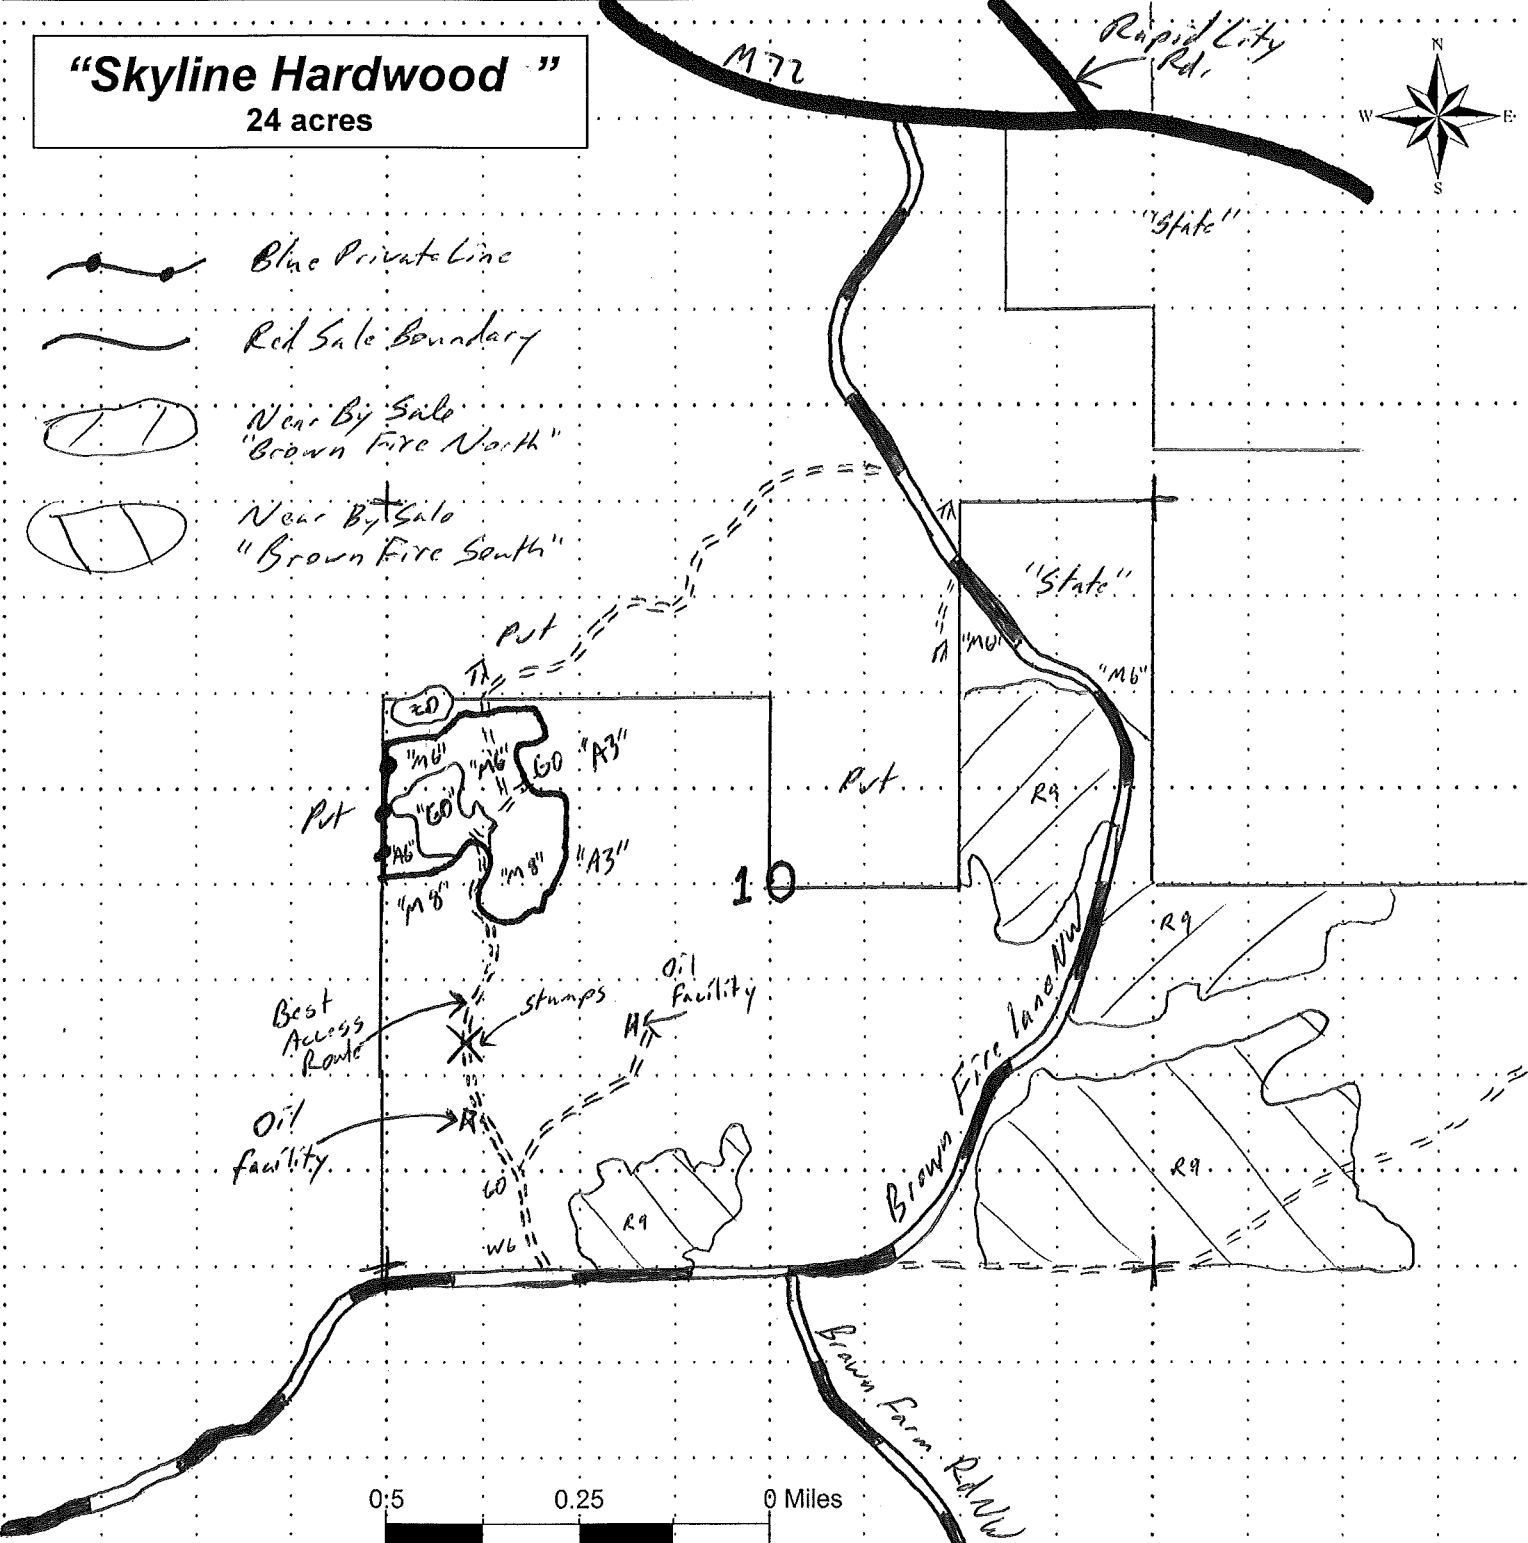 "Skyline Hardwood "
24 acres
M 72
Rapid City
Rd.
N
W
E
S
"State"
Blue Private Line
Red Sale Boundary
Near By Sale
"Brown Fire North"
Near By Sale
"Brown Fire South"
"State"
Pvt
"M6"
"M6"
GO
"M6"
"M6"
GO
"A3"
Pvt
R9
Pvt
"GO"
"A6"
"M8"
"A3"
"M8"
10
R9
Oil
facility
Best
Access
Route
stumps
Oil
facility
GO
W6
R9
R9
Brown Fire lane NW
Brown Farm Rd NW
0.5
0.25
0 Miles